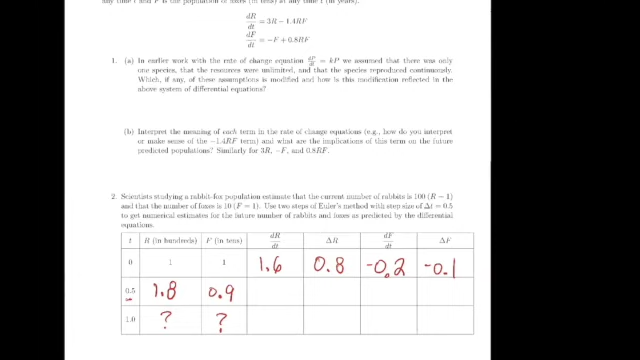 any time t and F is the population of foxes (in tens) at any time t (in years).
dR/dt = 3R − 1.4RF
dF/dt = −F + 0.8RF
1. (a) In earlier work with the rate of change equation dP/dt = kP we assumed that there was only
one species, that the resources were unlimited, and that the species reproduced continuously.
Which, if any, of these assumptions is modified and how is this modification reflected in the
above system of differential equations?
(b) Interpret the meaning of each term in the rate of change equations (e.g., how do you interpret
or make sense of the −1.4RF term) and what are the implications of this term on the future
predicted populations? Similarly for 3R, −F, and 0.8RF.
2. Scientists studying a rabbit-fox population estimate that the current number of rabbits is 100 (R = 1)
and that the number of foxes is 10 (F = 1). Use two steps of Euler's method with step size of Δt = 0.5
to get numerical estimates for the future number of rabbits and foxes as predicted by the differential
equations.
t R (in hundreds) F (in tens) dR/dt ΔR dF/dt ΔF
0 1 1 1.6 0.8 -0.2 -0.1
0.5 1.8 0.9
1.0 ? ?